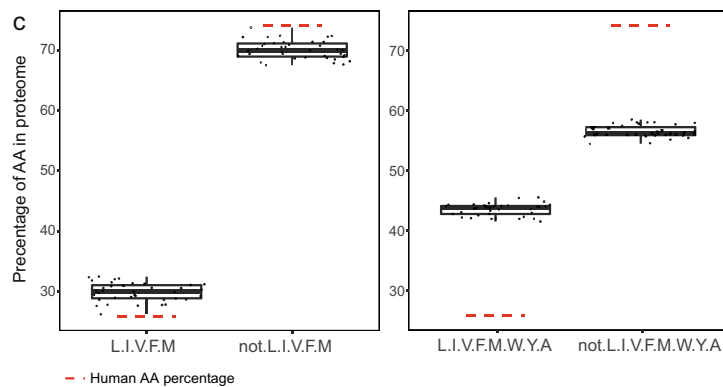 C
Precentage of AA in proteome
70
60
50
40
30
L.I.V.F.M
not.L.I.V.F.M
70
60
50
40
30
L.I.V.F.M.W.Y.A
not.L.I.V.F.M.W.Y.A
Human AA percentage